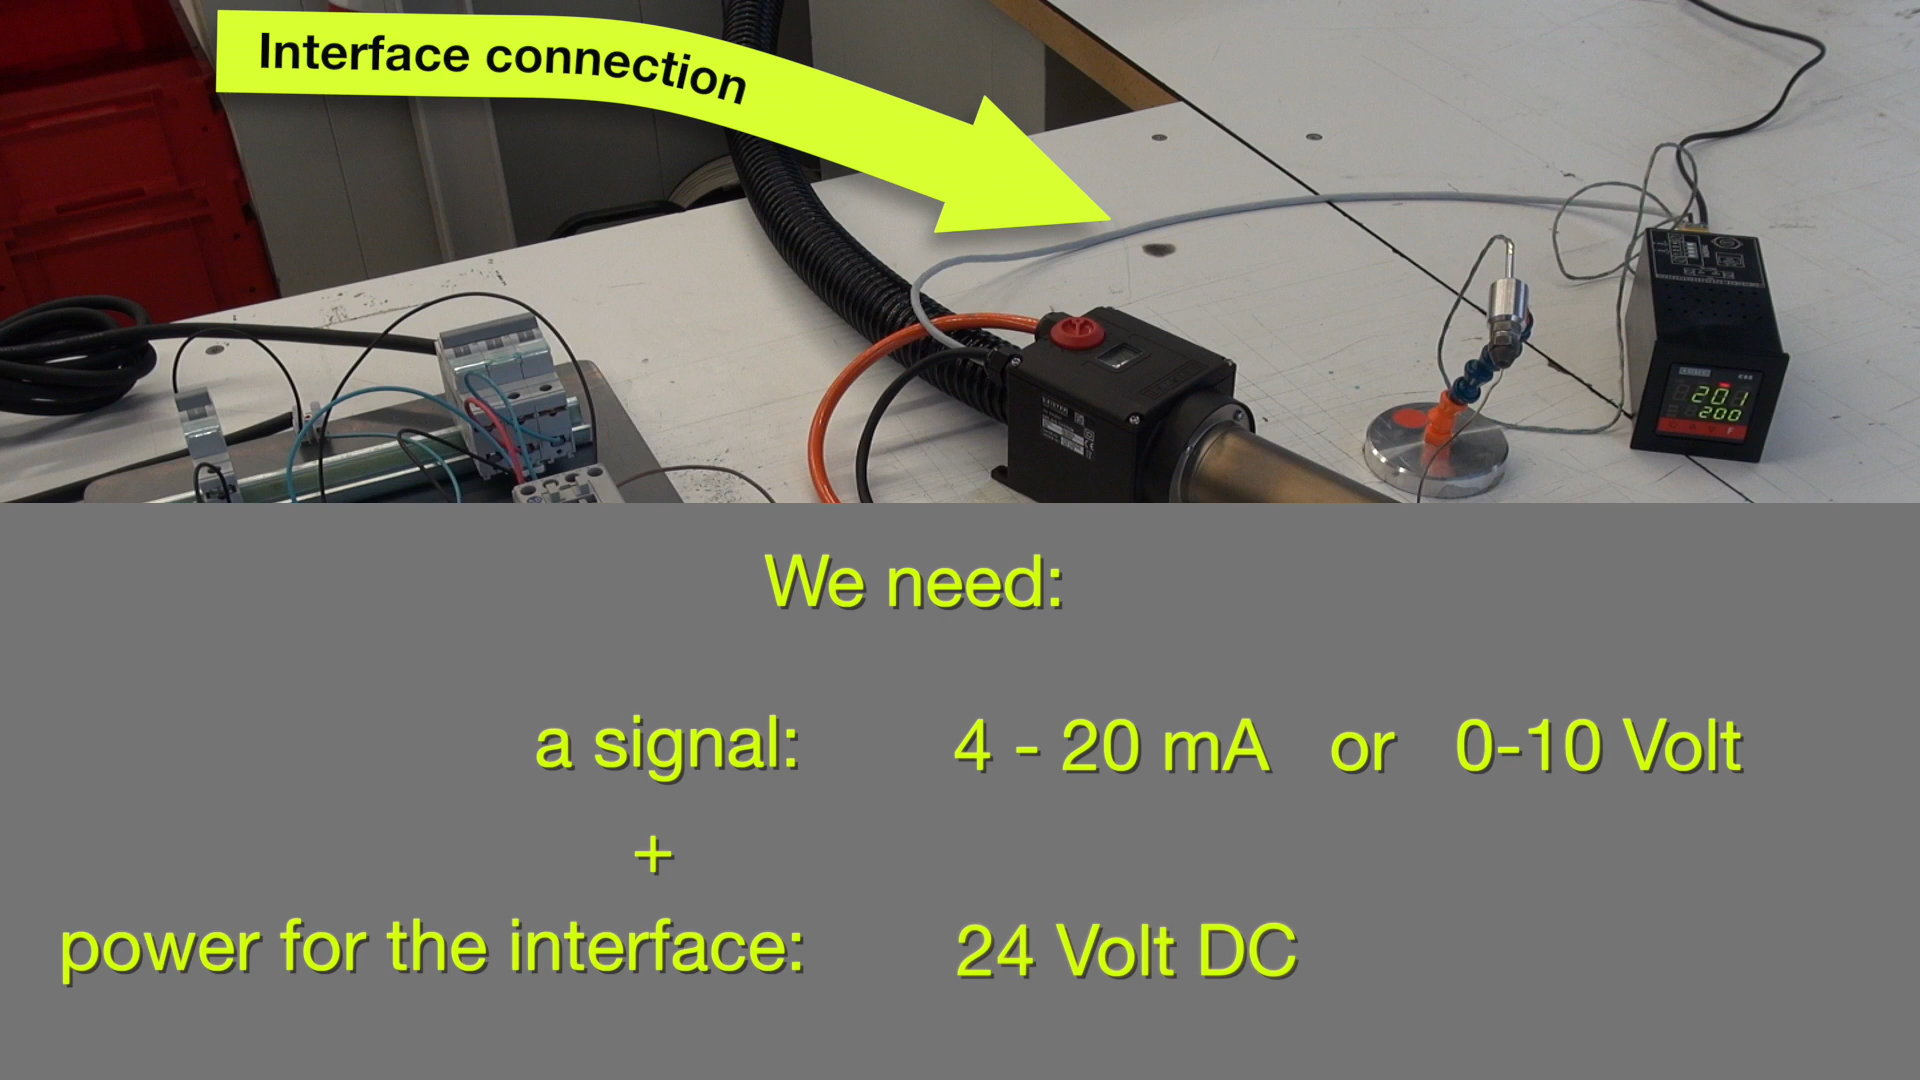 Interface connection
LEISTER
201
200
We need:
a signal: 4 - 20 mA or 0-10 Volt
+
power for the interface: 24 Volt DC